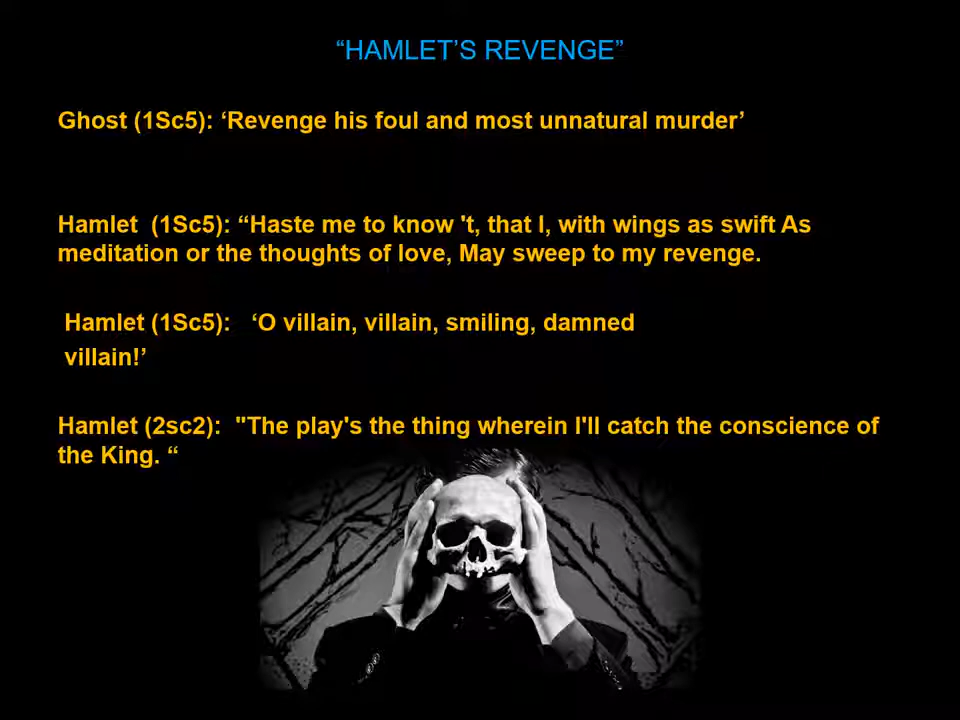 “HAMLET’S REVENGE”
Ghost (1Sc5): ‘Revenge his foul and most unnatural murder’
Hamlet  (1Sc5): “Haste me to know 't, that I, with wings as swift As
meditation or the thoughts of love, May sweep to my revenge.
Hamlet (1Sc5):   ‘O villain, villain, smiling, damned
villain!’
Hamlet (2sc2):  "The play's the thing wherein I'll catch the conscience of
the King. “